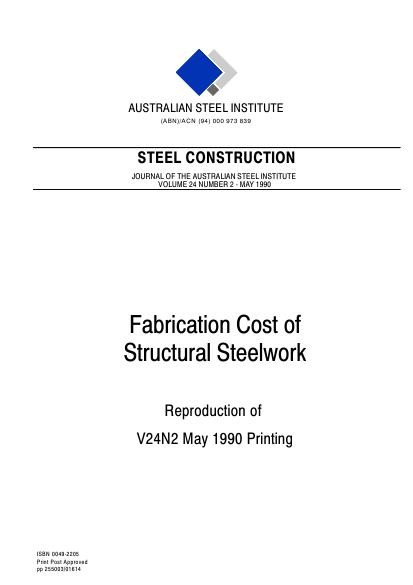 AUSTRALIAN STEEL INSTITUTE
(ABN)/ACN (94) 000 973 839
STEEL CONSTRUCTION
JOURNAL OF THE AUSTRALIAN STEEL INSTITUTE
VOLUME 24 NUMBER 2 - MAY 1990
Fabrication Cost of
Structural Steelwork
Reproduction of
V24N2 May 1990 Printing
ISBN 0049-2205
Print Post Approved
pp 255003/01614